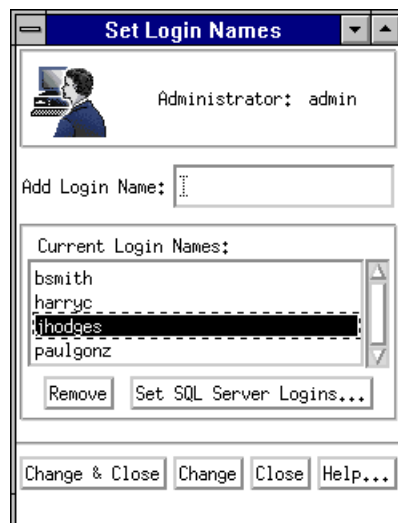 Set Login Names
Administrator: admin
Add Login Name:
Current Login Names:
bsmith
harryc
jhodges
paulgonz
Remove Set SQL Server Logins...
Change & Close Change Close Help...